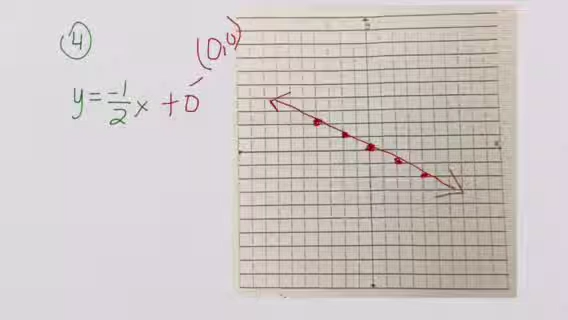 4
(0,0)
y = -1/2 x + 0